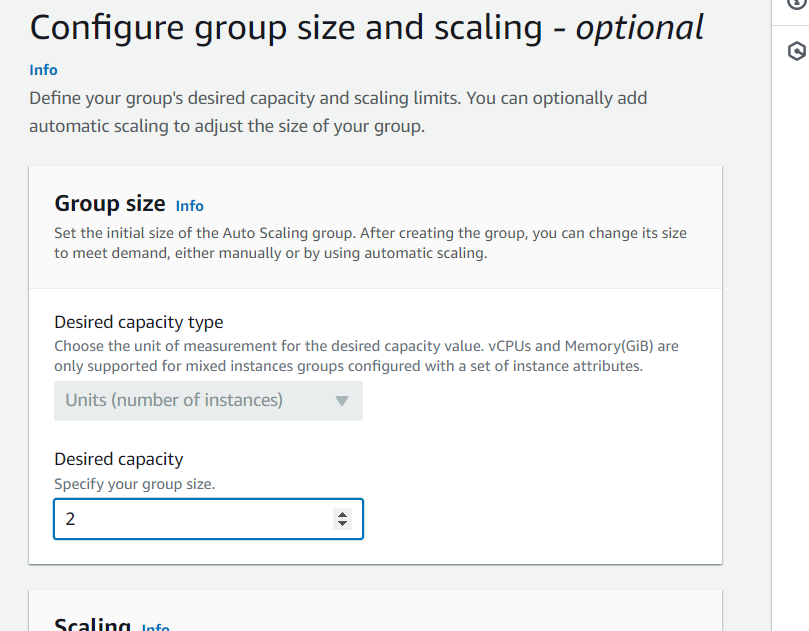 Configure group size and scaling - optional
Info
Define your group's desired capacity and scaling limits. You can optionally add
automatic scaling to adjust the size of your group.
Group size Info
Set the initial size of the Auto Scaling group. After creating the group, you can change its size
to meet demand, either manually or by using automatic scaling.
Desired capacity type
Choose the unit of measurement for the desired capacity value. vCPUs and Memory(GiB) are
only supported for mixed instances groups configured with a set of instance attributes.
Units (number of instances)
Desired capacity
Specify your group size.
2
Scaling Info